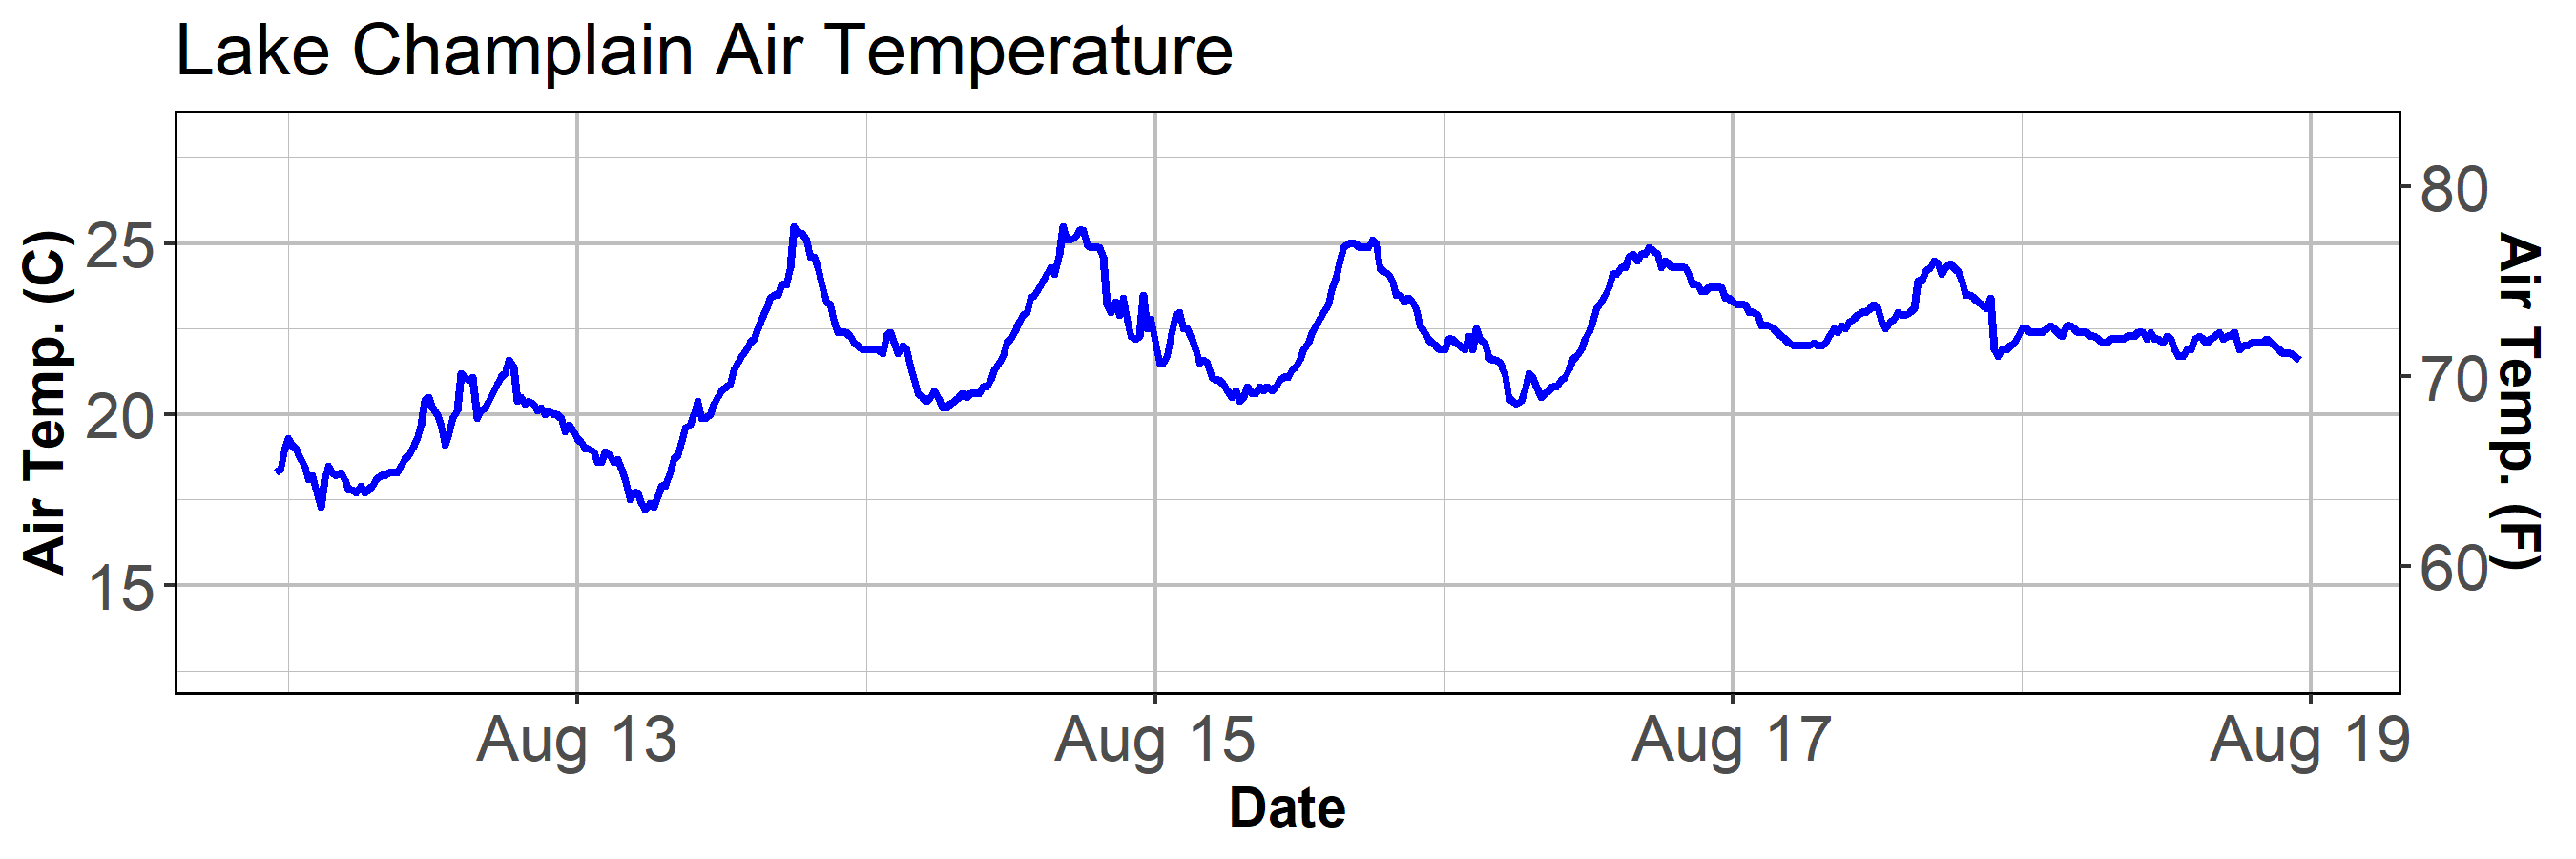 Lake Champlain Air Temperature
Air Temp. (C)
25
20
15
80
70
60
Air Temp. (F)
Aug 13 Aug 15 Aug 17 Aug 19
Date